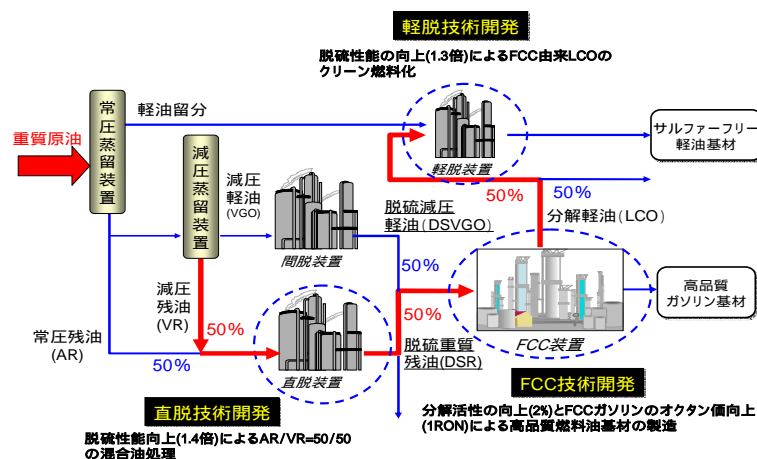 軽脱技術開発
脱硫性能の向上(1.3倍)によるFCC由来LCOの
クリーン燃料化
重質原油
常圧蒸留装置
軽油留分
軽脱装置
サルファーフリー
軽油基材
減圧蒸留装置
減圧
軽油
(VGO)
間脱装置
脱硫減圧
軽油(DSVGO)
50%
50%
分解軽油(LCO)
50%
50%
高品質
ガソリン基材
減圧
残油
(VR)
50%
常圧残油
(AR)
50%
直脱装置
脱硫重質
残油(DSR)
FCC装置
直脱技術開発
脱硫性能向上(1.4倍)によるAR/VR=50/50
の混合油処理
FCC技術開発
分解活性の向上(2%)とFCCガソリンのオクタン価向上
(1RON)による高品質燃料油基材の製造